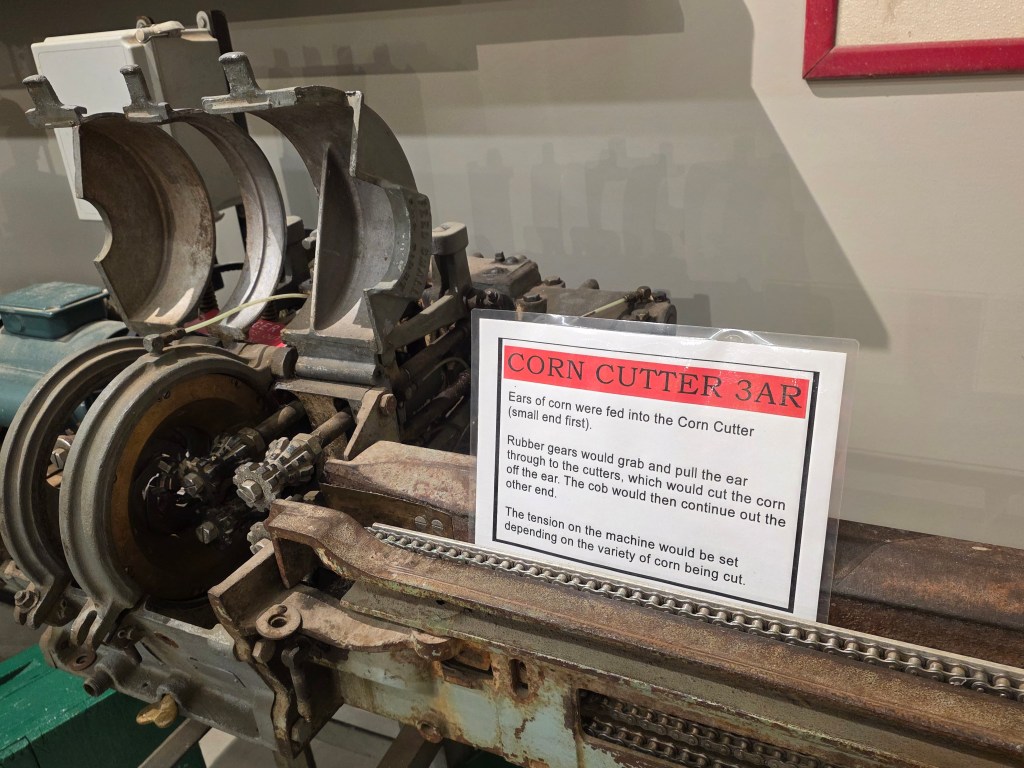 CORN CUTTER 3AR
Ears of corn were fed into the Corn Cutter
(small end first).
Rubber gears would grab and pull the ear
through to the cutters, which would cut the corn
off the ear. The cob would then continue out the
other end.
The tension on the machine would be set
depending on the variety of corn being cut.